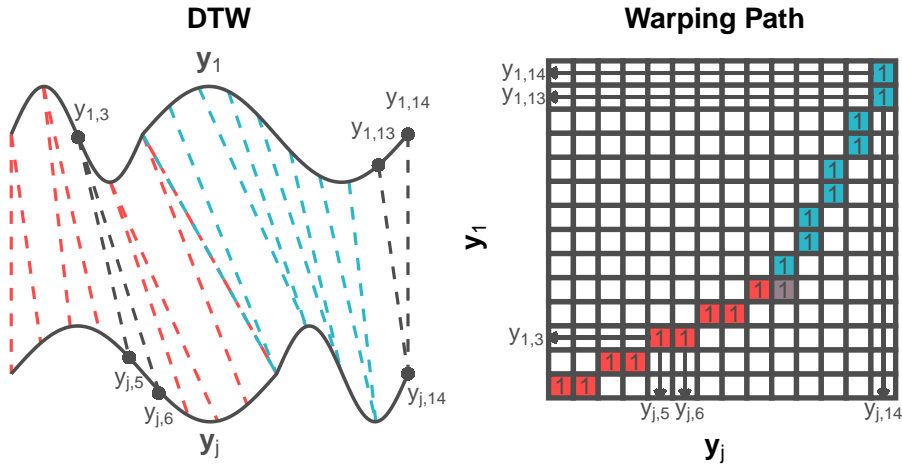 DTW
y1
y1,3
y1,14
y1,13
yj,5
yj,6
yj,14
yj
Warping Path
y1,14
y1,13
y1,3
y1
1
1
1
1
1
1
1
1
1
1 1
1 1
1 1
1 1
1 1
yj,5 yj,6 yj,14
yj